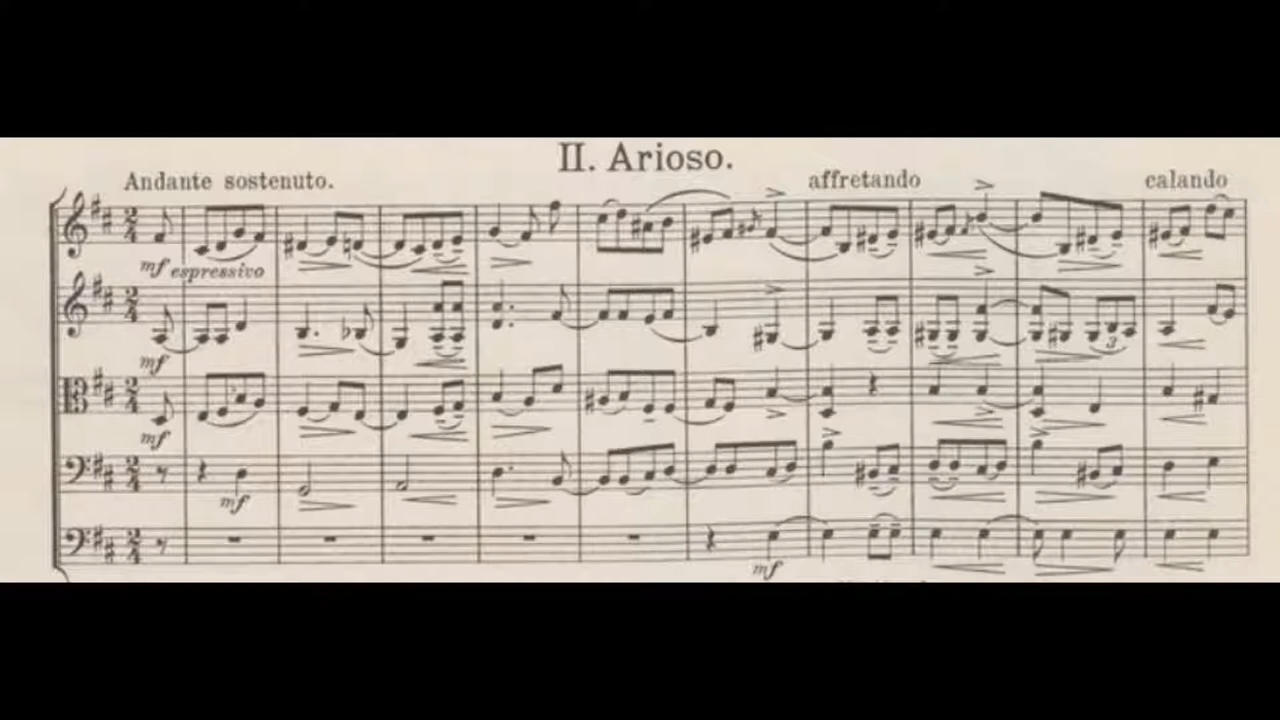 II. Arioso.
Andante sostenuto. affretando calando
mf espressivo
mf
mf
mf
mf
3